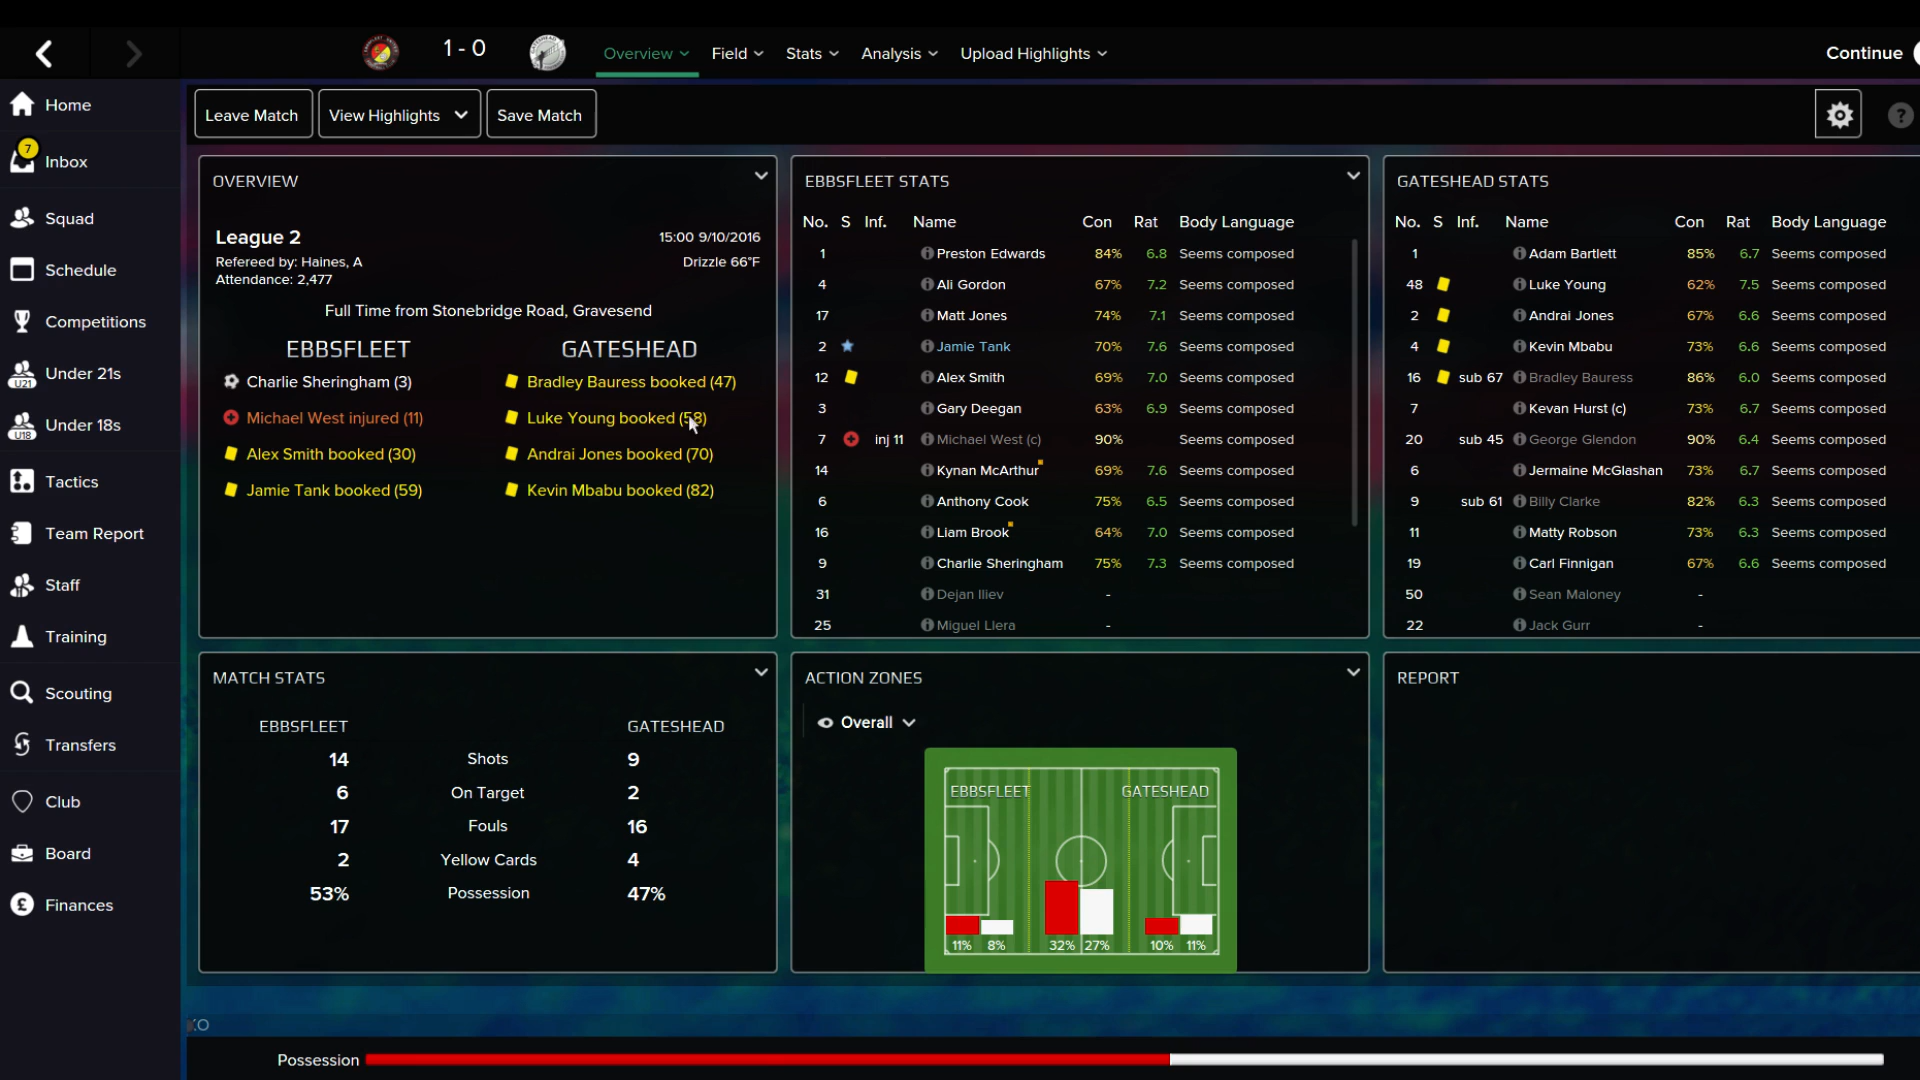 1 - 0
Overview
Field
Stats
Analysis
Upload Highlights
Continue
Home
7
Inbox
Squad
Schedule
Competitions
U21
Under 21s
U18
Under 18s
Tactics
Team Report
Staff
Training
Scouting
Transfers
Club
Board
Finances
Leave Match
View Highlights
Save Match
?
OVERVIEW
League 2
15:00 9/10/2016
Refereed by: Haines, A
Drizzle 66°F
Attendance: 2,477
Full Time from Stonebridge Road, Gravesend
EBBSFLEET
GATESHEAD
Charlie Sheringham (3)
Bradley Bauress booked (47)
Michael West injured (11)
Luke Young booked (58)
Alex Smith booked (30)
Andrai Jones booked (70)
Jamie Tank booked (59)
Kevin Mbabu booked (82)
EBBSFLEET STATS
No. S Inf. Name Con Rat Body Language
1 Preston Edwards 84% 6.8 Seems composed
4 Ali Gordon 67% 7.2 Seems composed
17 Matt Jones 74% 7.1 Seems composed
2 Jamie Tank 70% 7.6 Seems composed
12 Alex Smith 69% 7.0 Seems composed
3 Gary Deegan 63% 6.9 Seems composed
7 inj 11 Michael West (c) 90% Seems composed
14 Kynan McArthur 69% 7.6 Seems composed
6 Anthony Cook 75% 6.5 Seems composed
16 Liam Brook 64% 7.0 Seems composed
9 Charlie Sheringham 75% 7.3 Seems composed
31 Dejan Iliev -
25 Miguel Llera -
GATESHEAD STATS
No. S Inf. Name Con Rat Body Language
1 Adam Bartlett 85% 6.7 Seems composed
48 Luke Young 62% 7.5 Seems composed
2 Andrai Jones 67% 6.6 Seems composed
4 Kevin Mbabu 73% 6.6 Seems composed
16 sub 67 Bradley Bauress 86% 6.0 Seems composed
7 Kevan Hurst (c) 73% 6.7 Seems composed
20 sub 45 George Glendon 90% 6.4 Seems composed
6 Jermaine McGlashan 73% 6.7 Seems composed
9 sub 61 Billy Clarke 82% 6.3 Seems composed
11 Matty Robson 73% 6.3 Seems composed
19 Carl Finnigan 67% 6.6 Seems composed
50 Sean Maloney -
22 Jack Gurr -
MATCH STATS
EBBSFLEET GATESHEAD
14 Shots 9
6 On Target 2
17 Fouls 16
2 Yellow Cards 4
53% Possession 47%
ACTION ZONES
Overall
EBBSFLEET GATESHEAD
11% 8% 32% 27% 10% 11%
REPORT
KO
Possession